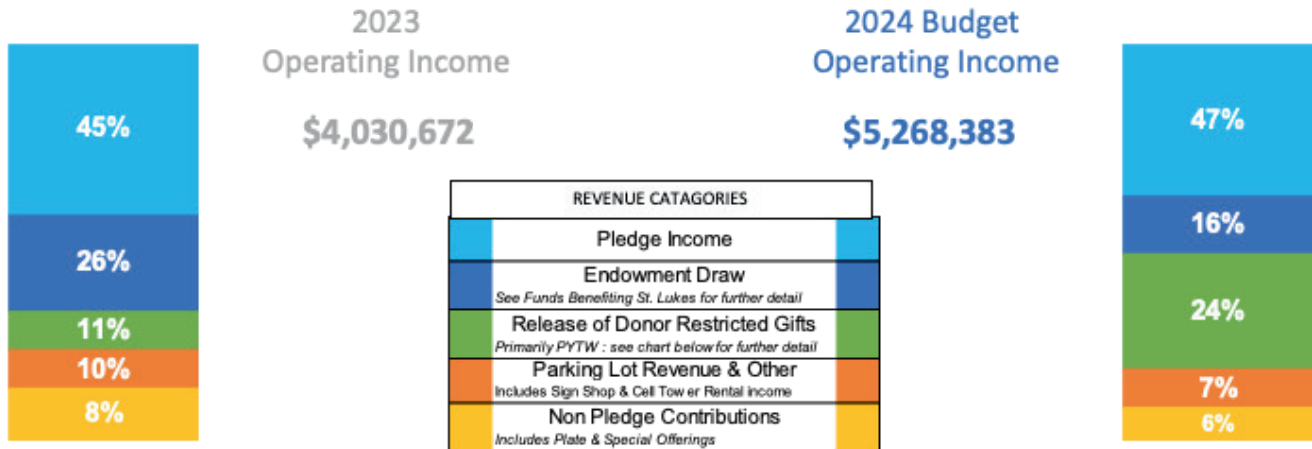 2023
Operating Income
$4,030,672
2024 Budget
Operating Income
$5,268,383
45%
26%
11%
10%
8%
REVENUE CATAGORIES
Pledge Income
Endowment Draw
See Funds Benefiting St. Lukes for further detail
Release of Donor Restricted Gifts
Primarily PYTW : see chart below for further detail
Parking Lot Revenue & Other
Includes Sign Shop & Cell Tower Rental income
Non Pledge Contributions
Includes Plate & Special Offerings
47%
16%
24%
7%
6%